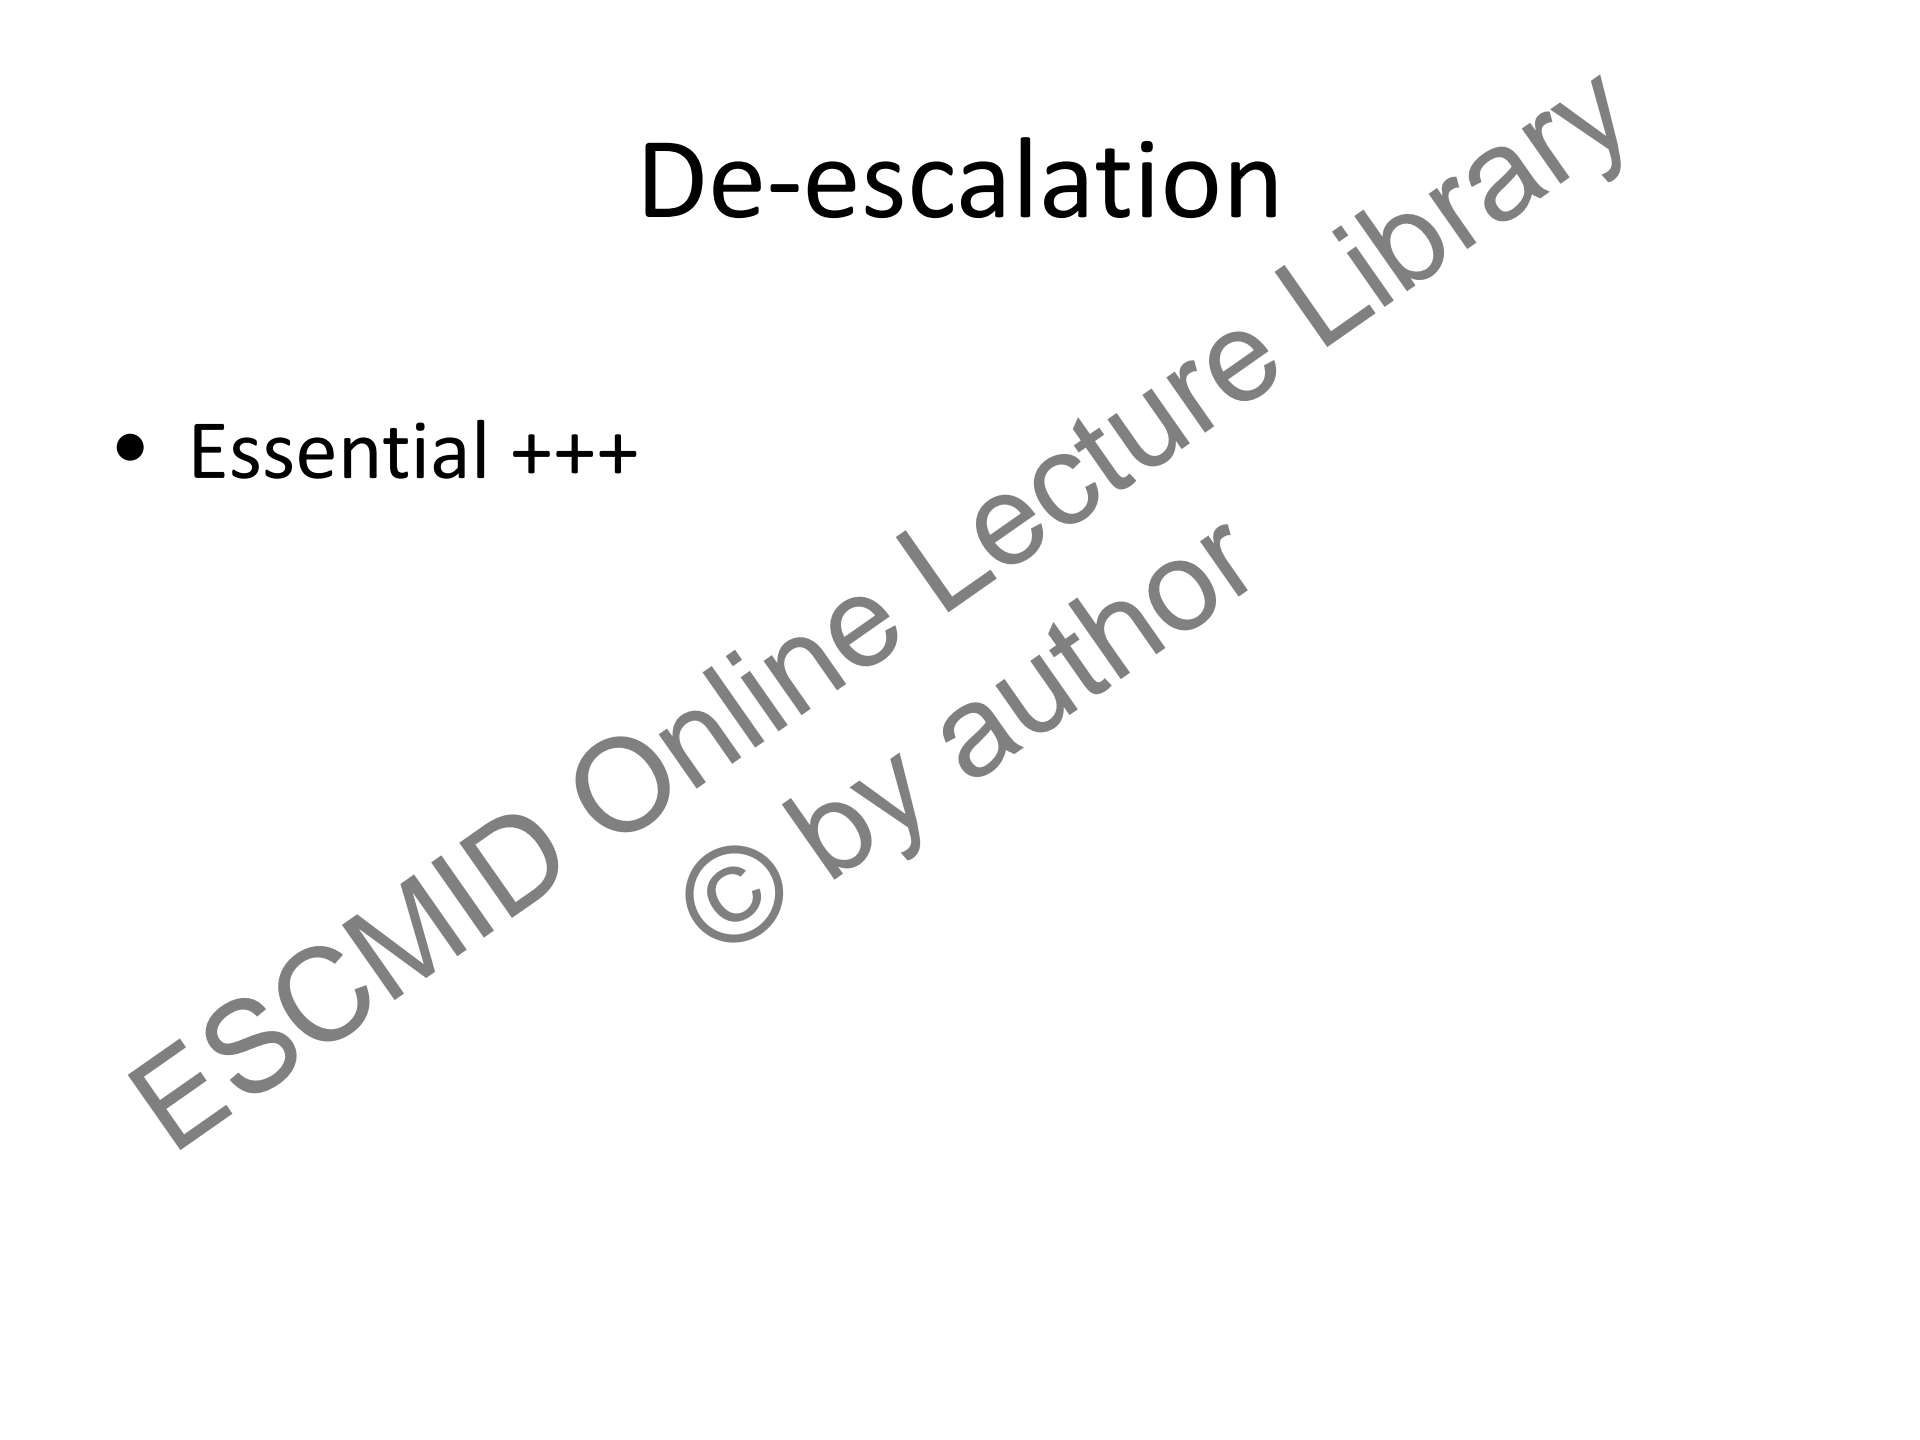 De-escalation
• Essential +++
ESCMID Online Lecture Library
© by author